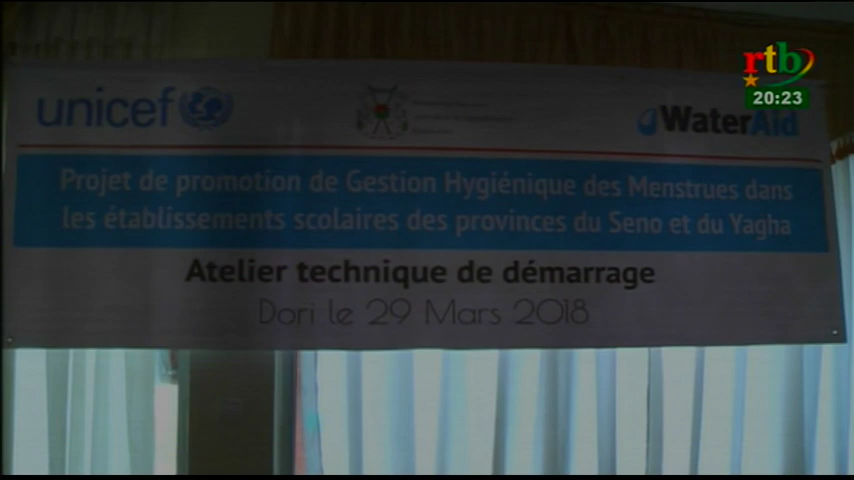 rtb
20:23
unicef
WaterAid
Projet de promotion de Gestion Hygiénique des Menstrues dans
les établissements scolaires des provinces du Seno et du Yagha
Atelier technique de démarrage
Dori le 29 Mars 2018